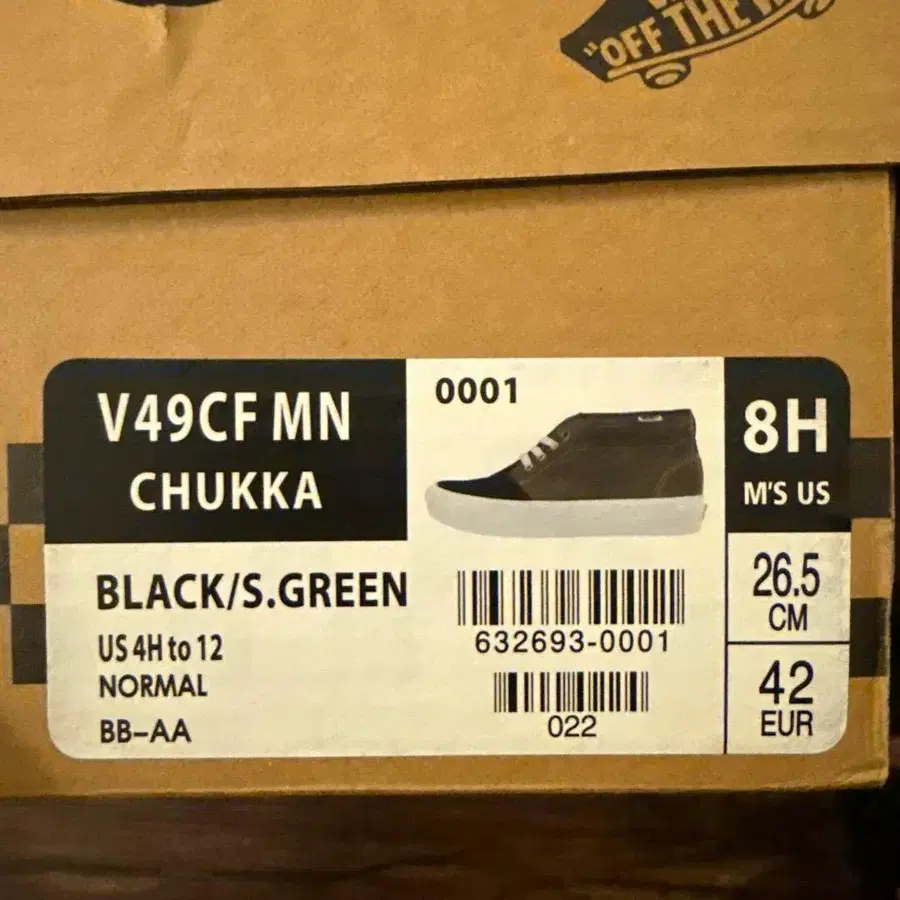 "OFF THE
V49CF MN
CHUKKA
0001
8H
M'S US
BLACK/S.GREEN
US 4H to 12
NORMAL
BB-AA
632693-0001
022
26.5
CM
42
EUR